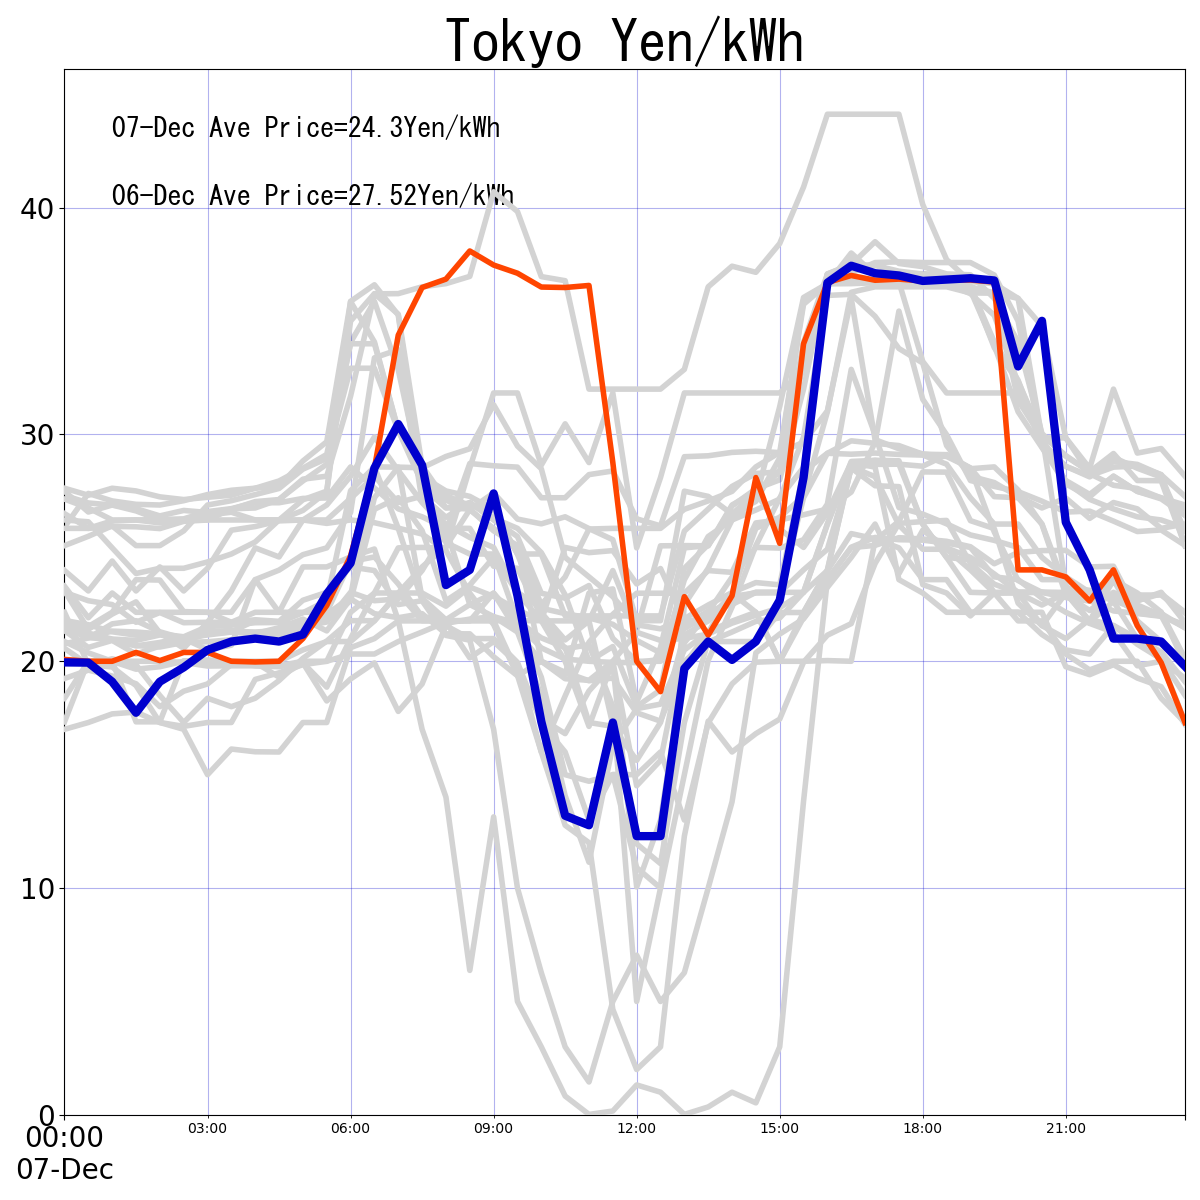 Tokyo Yen/kWh
07-Dec Ave Price=24.3Yen/kWh
06-Dec Ave Price=27.52Yen/kWh
40
30
20
10
0
00:00 03:00 06:00 09:00 12:00 15:00 18:00 21:00
07-Dec